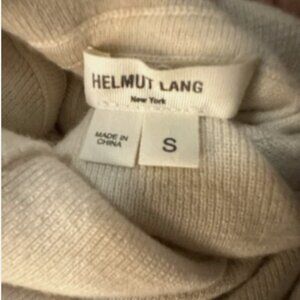 HELMUT LANG
New York
MADE IN
CHINA
S